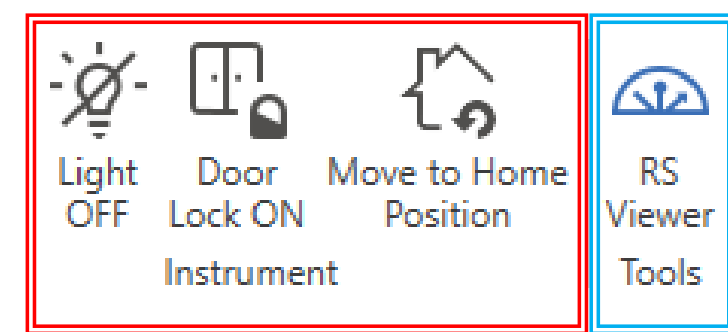 Light OFF
Door Lock ON
Move to Home Position
Instrument
RS Viewer
Tools